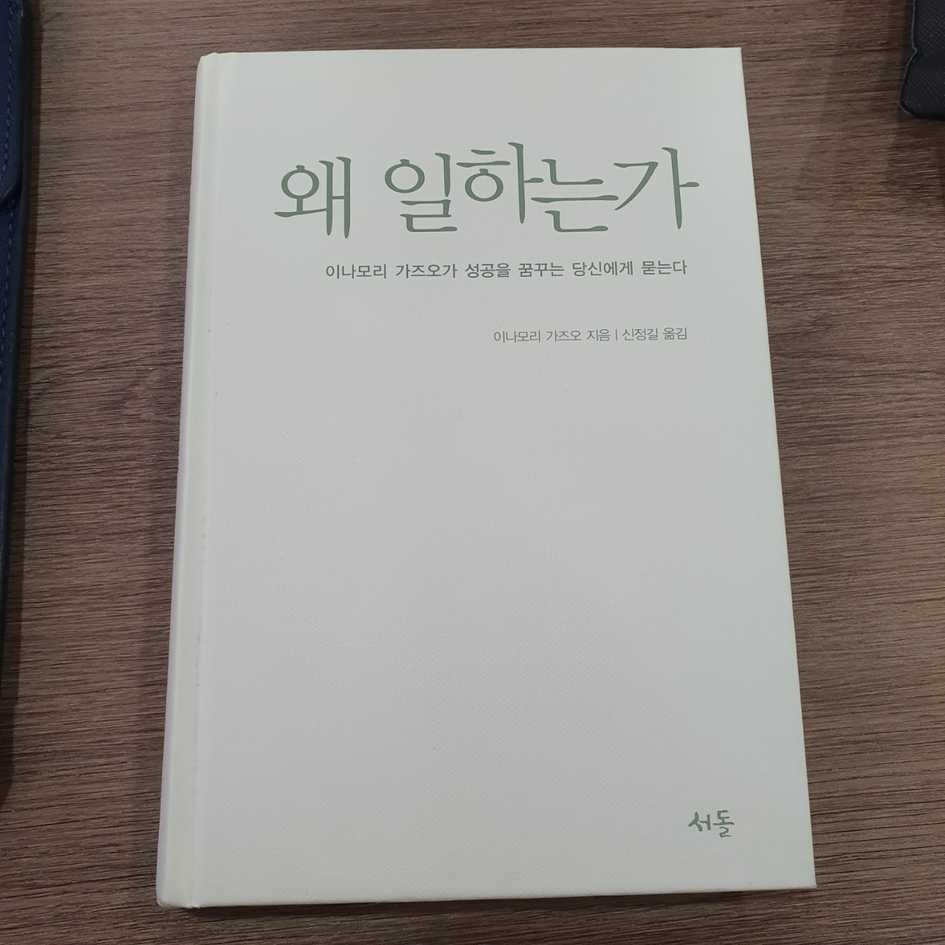 왜 일하는가
이나모리 가즈오가 성공을 꿈꾸는 당신에게 묻는다
이나모리 가즈오 지음 | 신정길 옮김
서돌